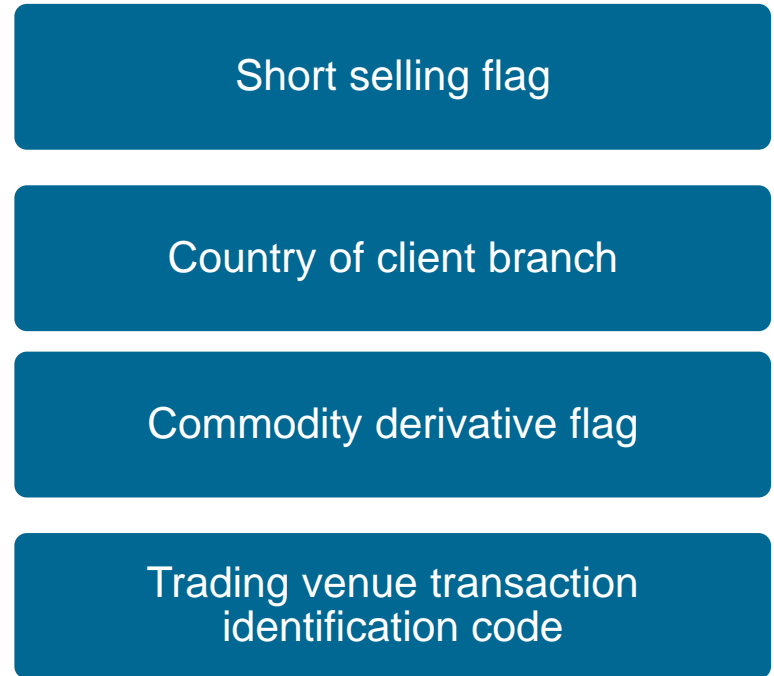 Short selling flag
Country of client branch
Commodity derivative flag
Trading venue transaction
identification code